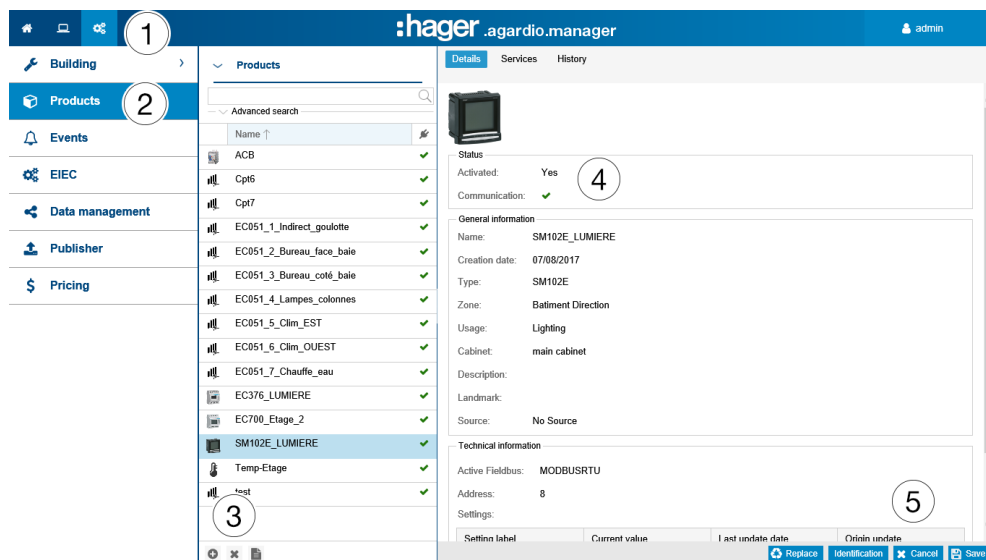 1
:hager .agardio.manager
admin
Building
Products
2
Events
EIEC
Data management
Publisher
Pricing
Products
Advanced search
Name ↑
ACB
Cpt6
Cpt7
EC051_1_Indirect_goulotte
EC051_2_Bureau_face_baie
EC051_3_Bureau_coté_baie
EC051_4_Lampes_colonnes
EC051_5_Clim_EST
EC051_6_Clim_OUEST
EC051_7_Chauffe_eau
EC376_LUMIERE
EC700_Etage_2
SM102E_LUMIERE
Temp-Etage
test
3
Details Services History
Status
Activated: Yes
4
Communication:
General information
Name: SM102E_LUMIERE
Creation date: 07/08/2017
Type: SM102E
Zone: Batiment Direction
Usage: Lighting
Cabinet: main cabinet
Description:
Landmark:
Source: No Source
Technical information
Active Fieldbus: MODBUSRTU
Address: 8
5
Settings:
Setting label Current value Last update date Origin update
Replace Identification Cancel Save